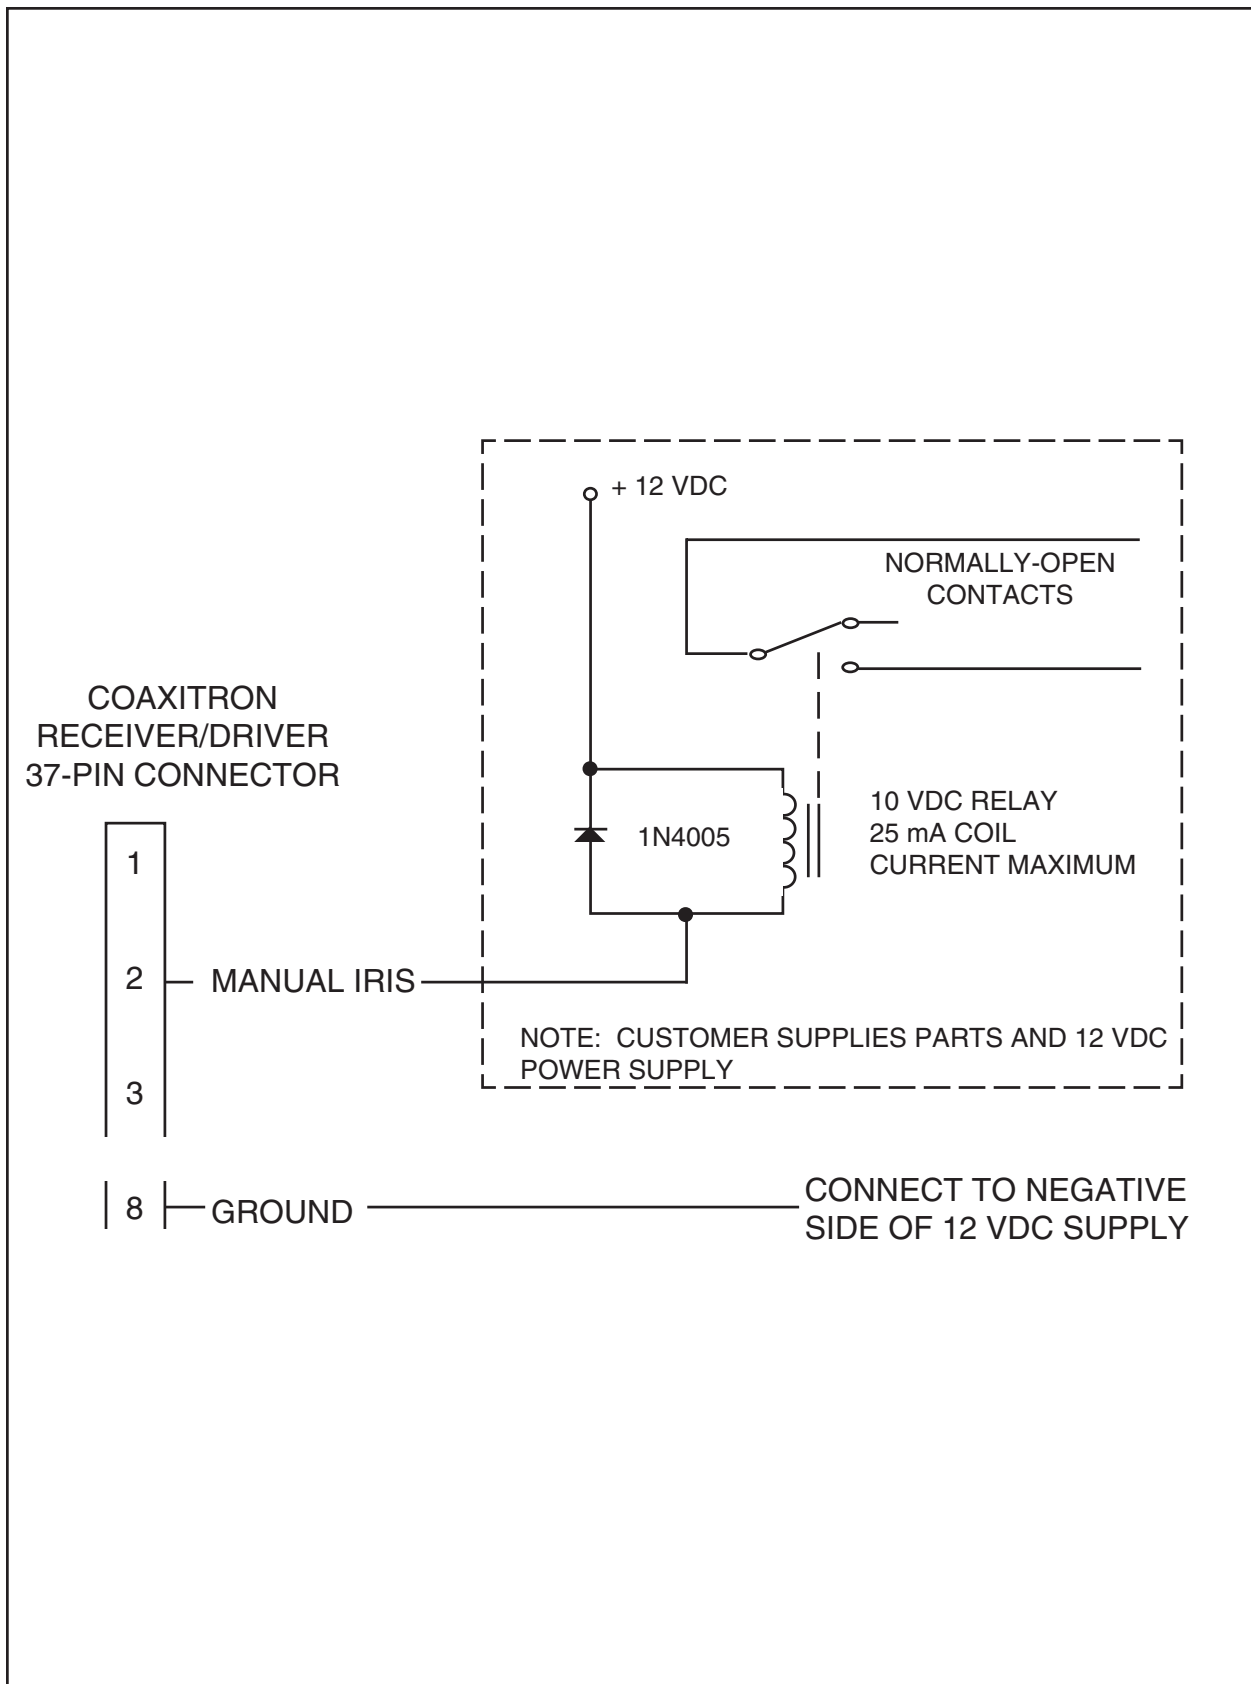 + 12 VDC
NORMALLY-OPEN
CONTACTS
COAXITRON
RECEIVER/DRIVER
37-PIN CONNECTOR
10 VDC RELAY
25 mA COIL
CURRENT MAXIMUM
1N4005
1
2
MANUAL IRIS
NOTE: CUSTOMER SUPPLIES PARTS AND 12 VDC
POWER SUPPLY
3
8
GROUND
CONNECT TO NEGATIVE
SIDE OF 12 VDC SUPPLY